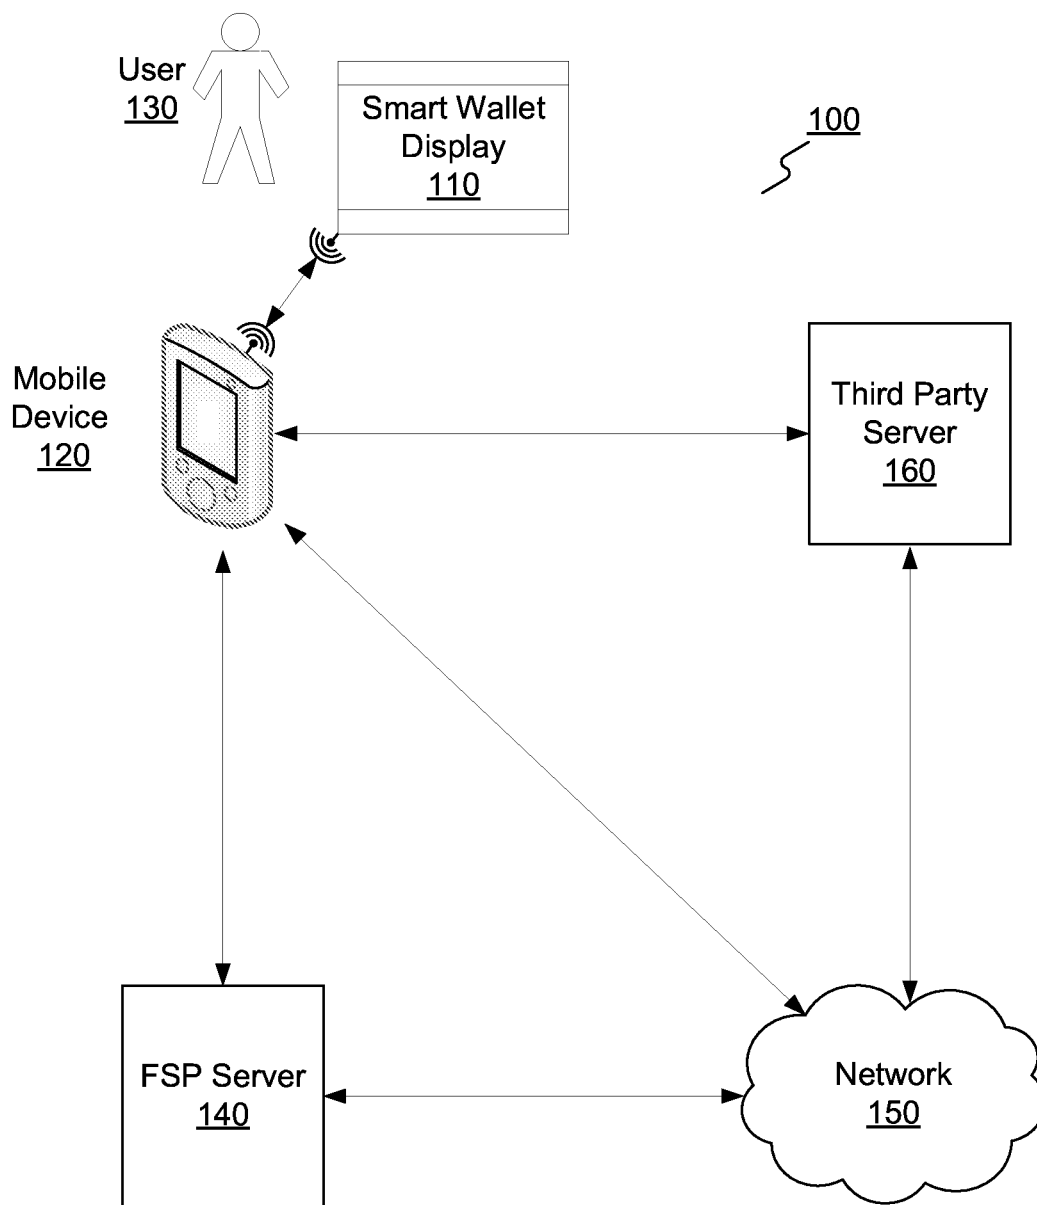 User
130
Smart Wallet
Display
110
100
Mobile
Device
120
Third Party
Server
160
FSP Server
140
Network
150